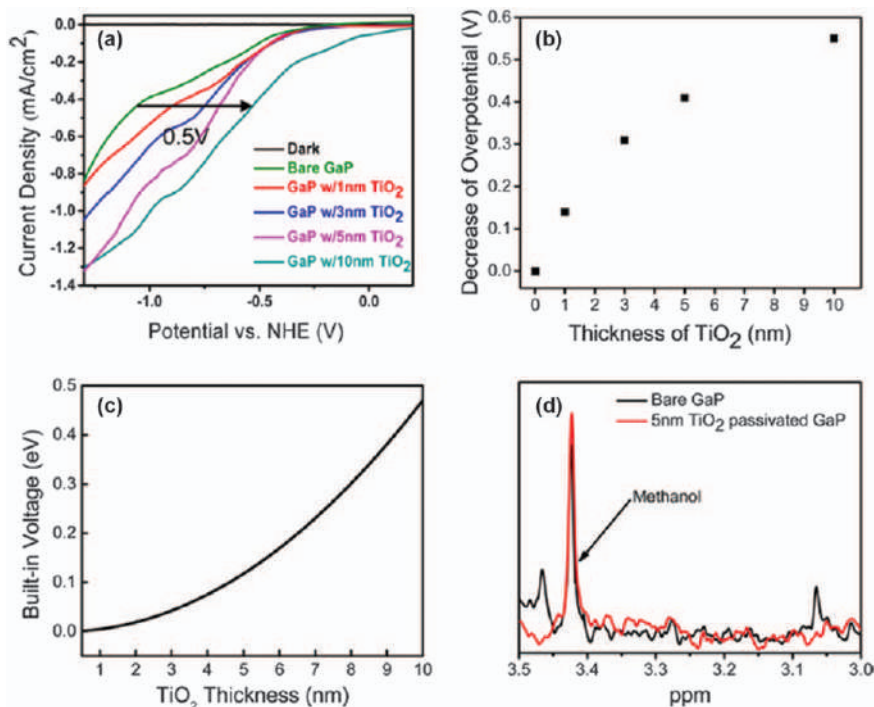 (a)
0.0
-0.2
-0.4
-0.6
-0.8
-1.0
-1.2
-1.4
Current Density (mA/cm2)
0.5V
Dark
Bare GaP
GaP w/1nm TiO2
GaP w/3nm TiO2
GaP w/5nm TiO2
GaP w/10nm TiO2
-1.0 -0.5 0.0
Potential vs. NHE (V)
(b)
0.6
0.5
0.4
0.3
0.2
0.1
0.0
Decrease of Overpotential (V)
0 1 2 3 4 5 6 7 8 9 10
Thickness of TiO2 (nm)
(c)
0.5
0.4
0.3
0.2
0.1
0.0
Built-in Voltage (eV)
1 2 3 4 5 6 7 8 9 10
TiO2 Thickness (nm)
(d)
Bare GaP
5nm TiO2 passivated GaP
Methanol
3.5 3.4 3.3 3.2 3.1 3.0
ppm